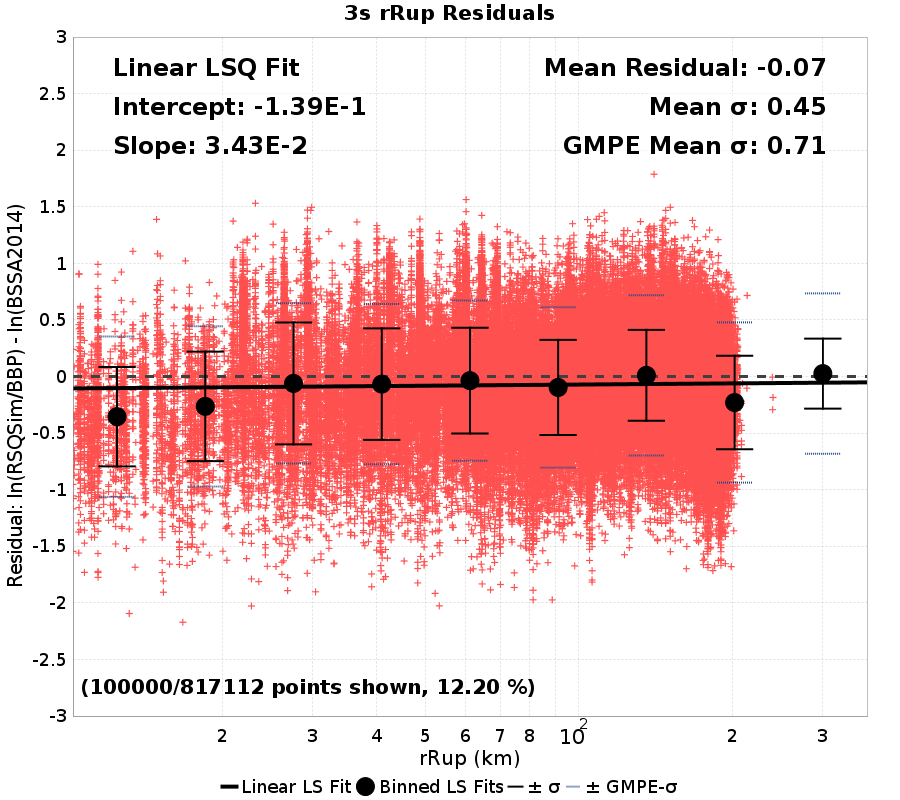 3s rRup Residuals
Linear LSQ Fit
Intercept: -1.39E-1
Slope: 3.43E-2
Mean Residual: -0.07
Mean σ: 0.45
GMPE Mean σ: 0.71
3
2.5
2
1.5
1
0.5
0
-0.5
-1
-1.5
-2
-2.5
-3
Residual: ln(RSQSim/BBP) - ln(BSSA2014)
(100000/817112 points shown, 12.20 %)
2 3 4 5 6 7 8 10² 2 3
rRup (km)
Linear LS Fit Binned LS Fits ± σ ± GMPE-σ